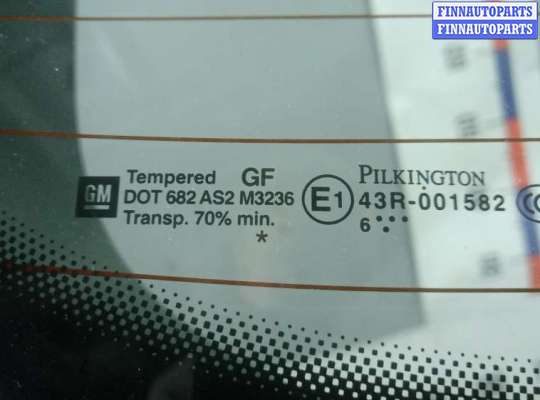 FINNAUTOPARTS
FINNAUTOPARTS
GM
Tempered GF
DOT 682 AS2 M3236
Transp. 70% min.
*
E1
PILKINGTON
43R-001582
6